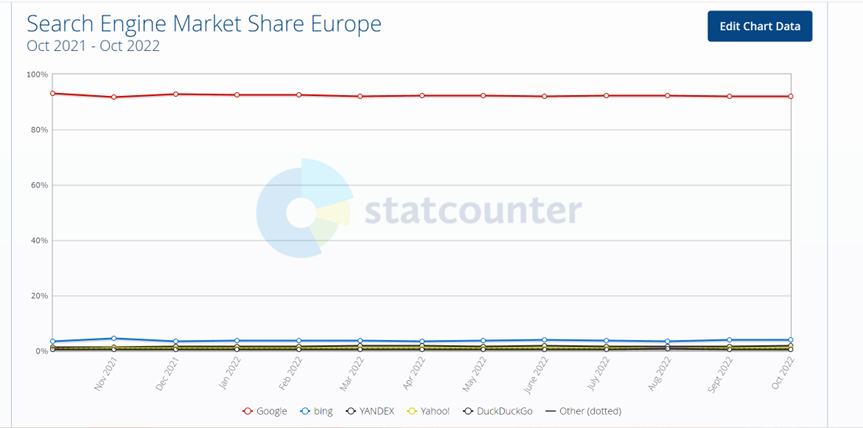 Search Engine Market Share Europe
Oct 2021 - Oct 2022
Edit Chart Data
100%
80%
60%
40%
20%
0%
statcounter
Nov 2021
Dec 2021
Jan 2022
Feb 2022
Mar 2022
Apr 2022
May 2022
June 2022
July 2022
Aug 2022
Sept 2022
Oct 2022
Google bing YANDEX Yahoo! DuckDuckGo Other (dotted)